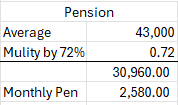 Pension
Average 43,000
Mulity by 72% 0.72
30,960.00
Monthly Pen 2,580.00